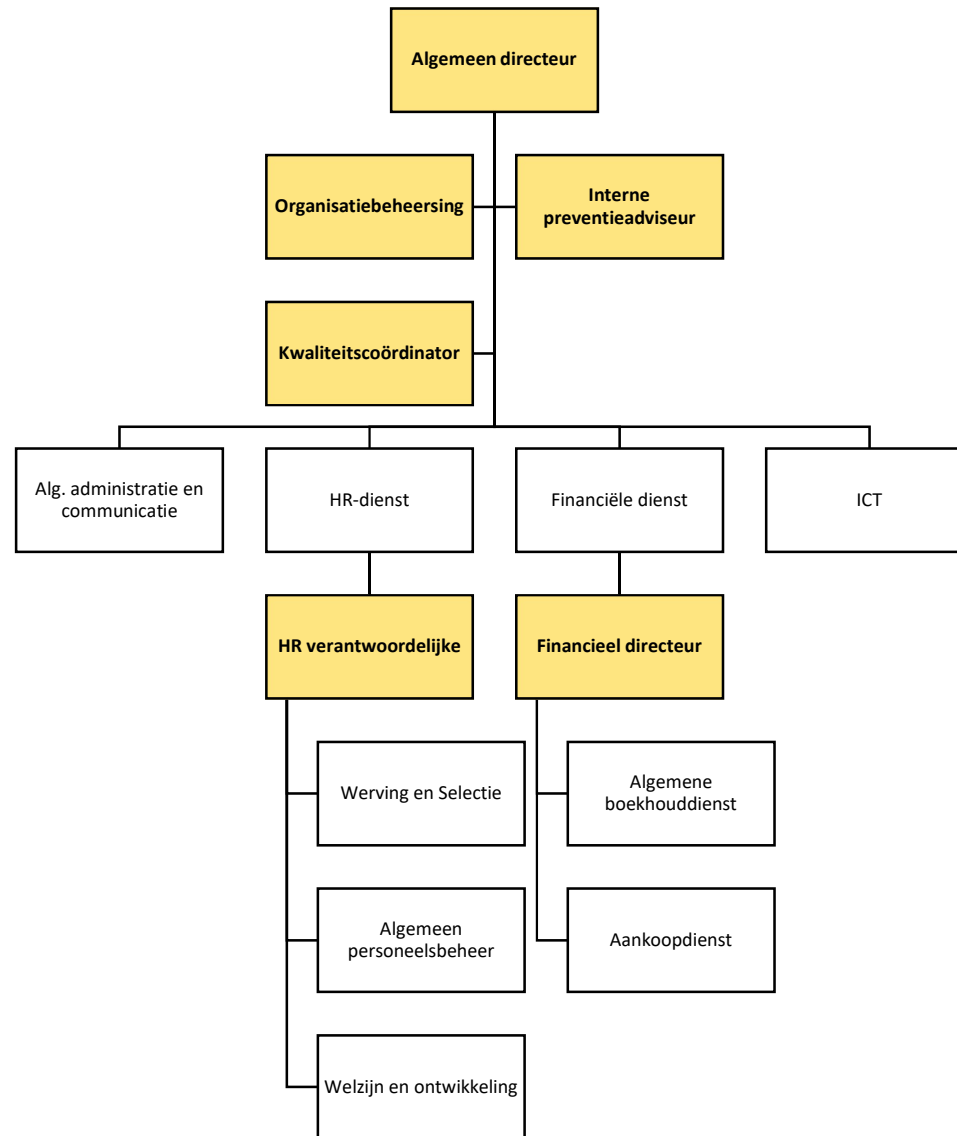 Algemeen directeur
Organisatiebeheersing
Interne
preventieadviseur
Kwaliteitscoördinator
Alg. administratie en
communicatie
HR-dienst
Financiële dienst
ICT
HR verantwoordelijke
Financieel directeur
Werving en Selectie
Algemene
boekhouddienst
Algemeen
personeelsbeheer
Aankoopdienst
Welzijn en ontwikkeling